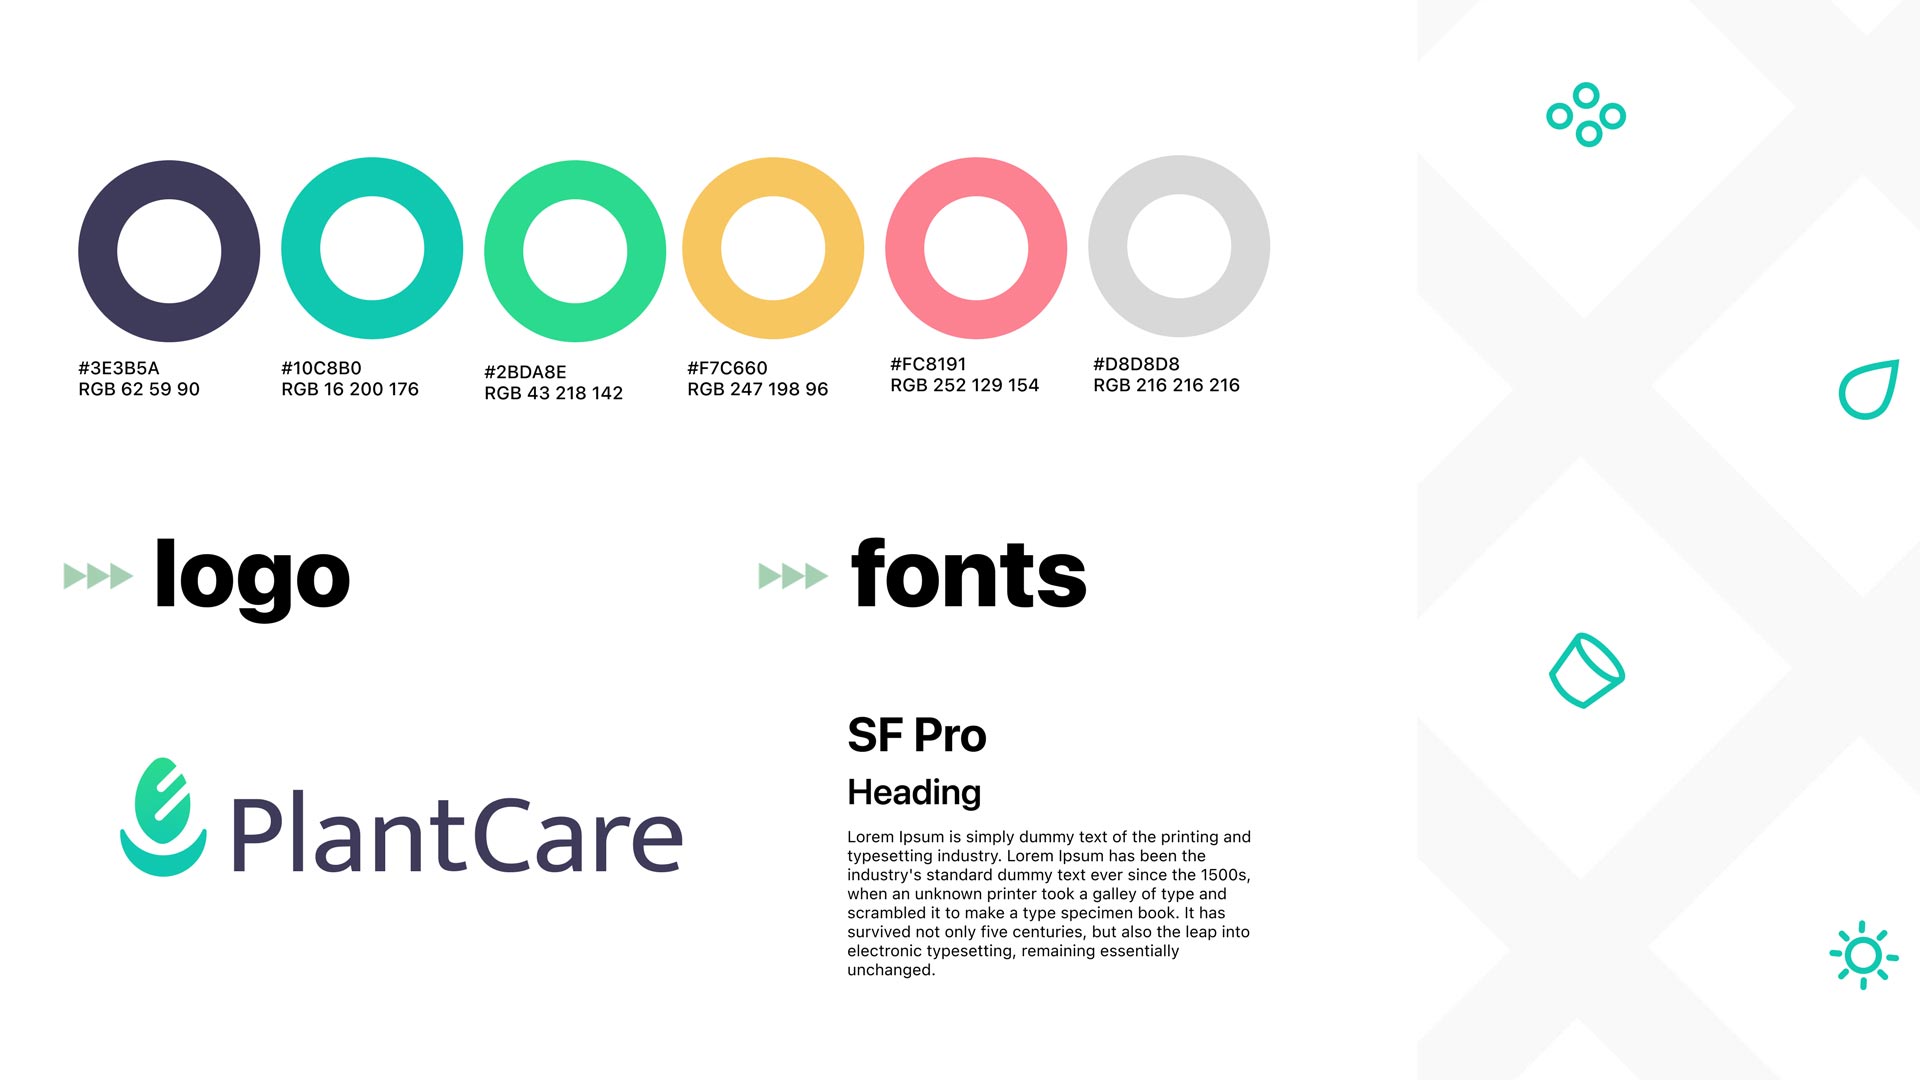 #3E3B5A
RGB 62 59 90
#10C8B0
RGB 16 200 176
#2BDA8E
RGB 43 218 142
#F7C660
RGB 247 198 96
#FC8191
RGB 252 129 154
#D8D8D8
RGB 216 216 216
logo
PlantCare
fonts
SF Pro
Heading
Lorem Ipsum is simply dummy text of the printing and
typesetting industry. Lorem Ipsum has been the
industry's standard dummy text ever since the 1500s,
when an unknown printer took a galley of type and
scrambled it to make a type specimen book. It has
survived not only five centuries, but also the leap into
electronic typesetting, remaining essentially
unchanged.